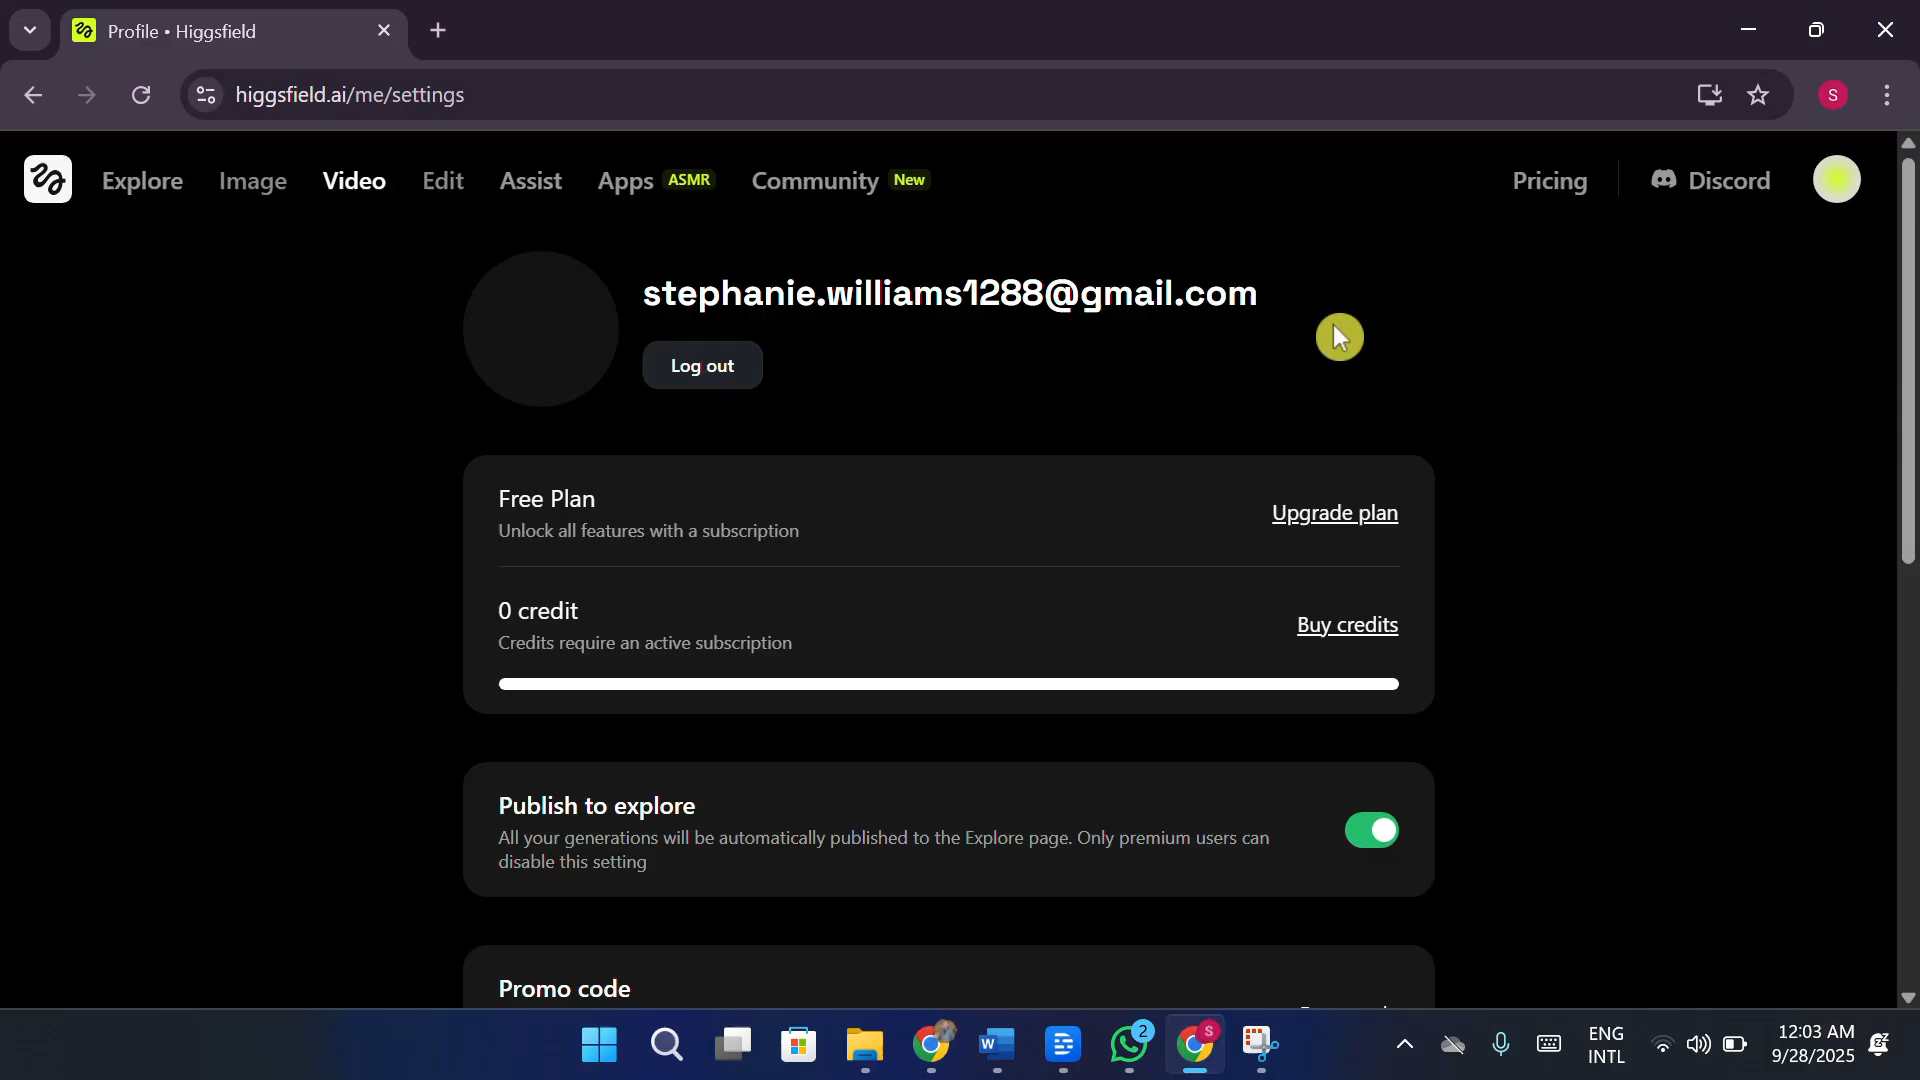 Profile • Higgsfield
higgsfield.ai/me/settings
S
Explore Image Video Edit Assist Apps ASMR Community New Pricing Discord
stephanie.williams1288@gmail.com
Log out
Free Plan
Unlock all features with a subscription
Upgrade plan
0 credit
Credits require an active subscription
Buy credits
Publish to explore
All your generations will be automatically published to the Explore page. Only premium users can
disable this setting
Promo code
W
2
S
ENG
INTL
12:03 AM
9/28/2025